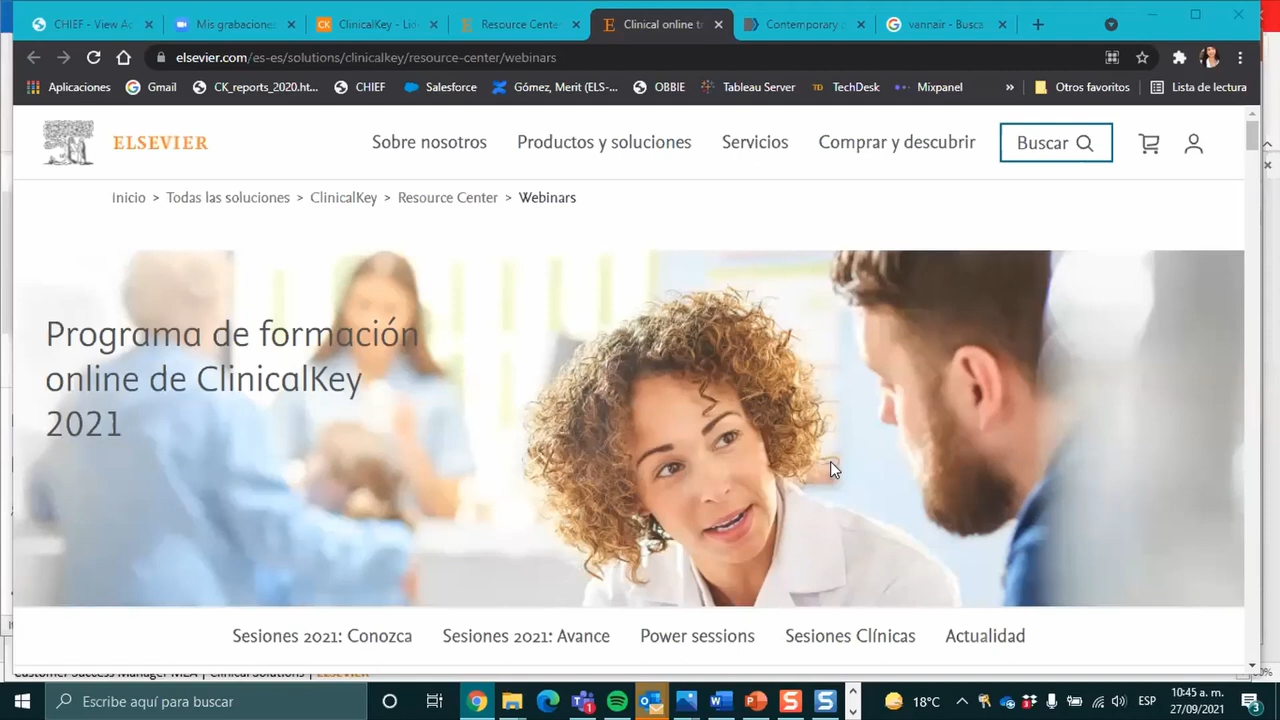 CHIEF - View Ac
Mis grabaciones
ClinicalKey - Líd
Resource Center
Clinical online tr
Contemporary
vannair - Busca
elsevier.com/es-es/solutions/clinicalkey/resource-center/webinars
Aplicaciones
Gmail
CK_reports_2020.ht...
CHIEF
Salesforce
Gómez, Merit (ELS-...
OBBIE
Tableau Server
TechDesk
Mixpanel
»
Otros favoritos
Lista de lectura
ELSEVIER
Sobre nosotros
Productos y soluciones
Servicios
Comprar y descubrir
Buscar
Inicio > Todas las soluciones > ClinicalKey > Resource Center > Webinars
Programa de formación
online de ClinicalKey
2021
Sesiones 2021: Conozca
Sesiones 2021: Avance
Power sessions
Sesiones Clínicas
Actualidad
Customer Success Manager MEA | Clinical Solutions | ELSEVIER
Escribe aquí para buscar
18°C
ESP
10:45 a. m.
27/09/2021